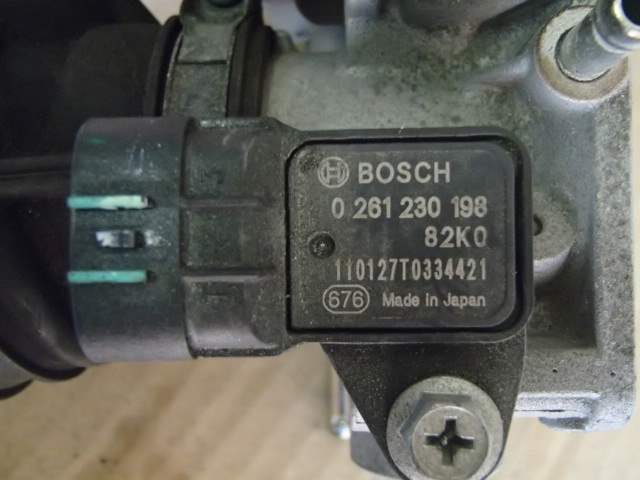 BOSCH
0 261 230 198
82K0
110127T0334421
676 Made in Japan